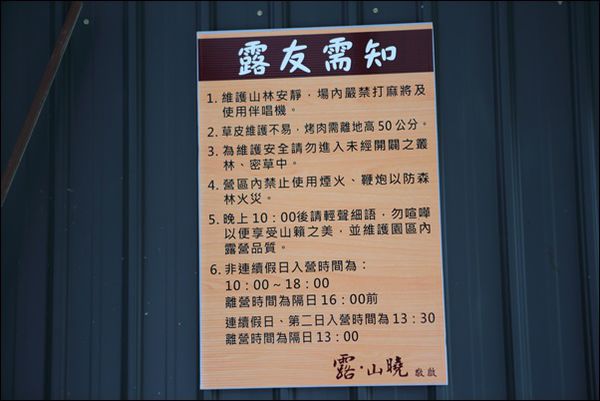 露友需知
1. 維護山林安靜，場內嚴禁打麻將及
使用伴唱機。
2. 草皮維護不易，烤肉需離地高50公分。
3. 為維護安全請勿進入未經開闢之叢
林、密草中。
4. 營區內禁止使用煙火、鞭炮以防森
林火災。
5. 晚上10：00後請輕聲細語，勿喧嘩
以便享受山籟之美，並維護園區內
露營品質。
6. 非連續假日入營時間為：
10：00～18：00
離營時間為隔日16：00前
連續假日、第二日入營時間為13：30
離營時間為隔日13：00
露·山曉 敬啟